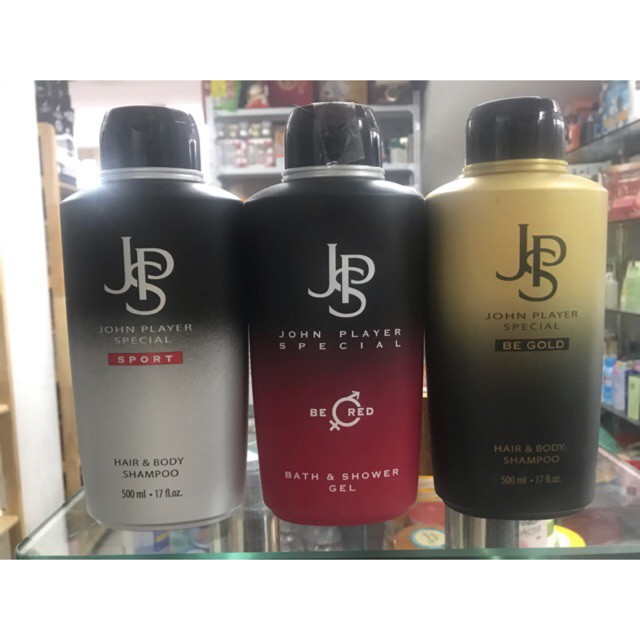 JPS
JOHN PLAYER
SPECIAL
SPORT
HAIR & BODY
SHAMPOO
500 ml • 17 fl.oz.
JPS
JOHN PLAYER
SPECIAL
BE RED
BATH & SHOWER
GEL
JPS
JOHN PLAYER
SPECIAL
BE GOLD
HAIR & BODY
SHAMPOO
500 ml • 17 fl.oz.